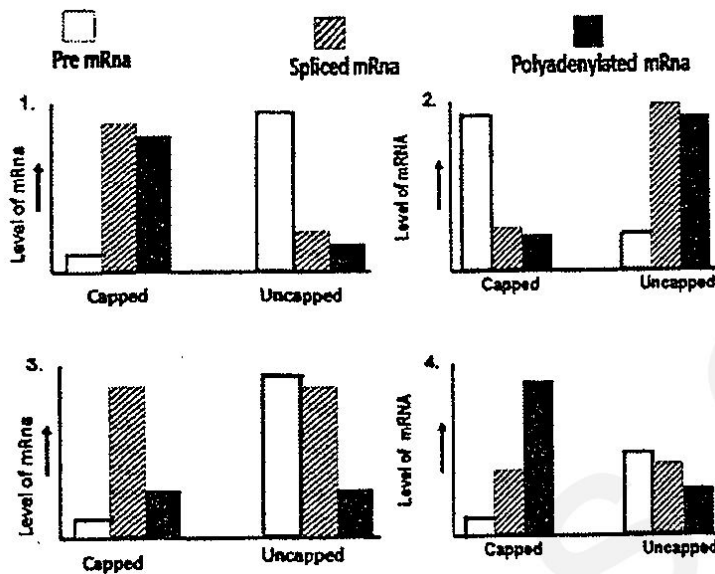 Pre mRna Spliced mRna Polyadenylated mRna
1. 2.
Level of mRna Level of mRNA
Capped Uncapped Capped Uncapped
3. 4.
Level of mRna Level of mRNA
Capped Uncapped Capped Uncapped